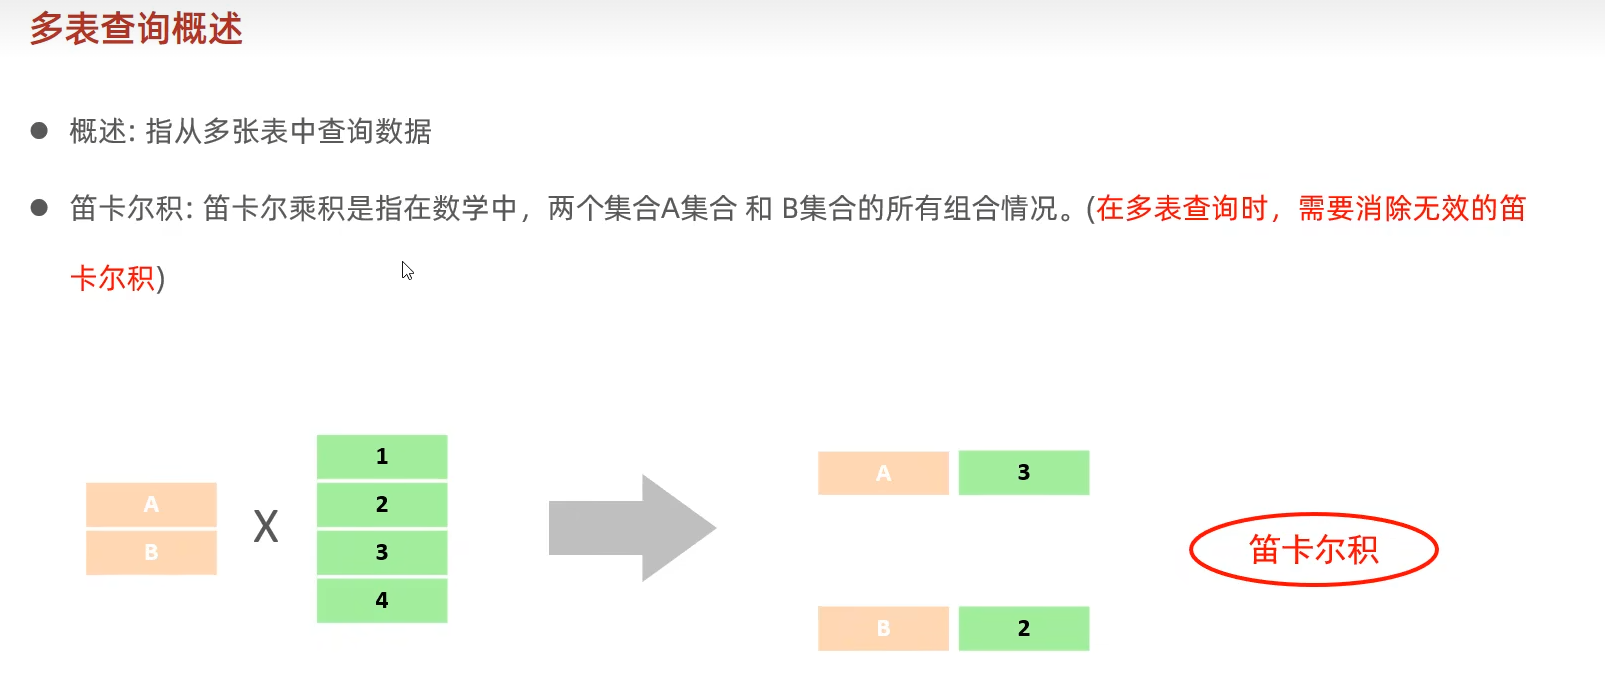 多表查询概述
概述: 指从多张表中查询数据
笛卡尔积: 笛卡尔乘积是指在数学中，两个集合A集合 和 B集合的所有组合情况。(在多表查询时，需要消除无效的笛
卡尔积)
A
B
X
1
2
3
4
A 3
B 2
笛卡尔积